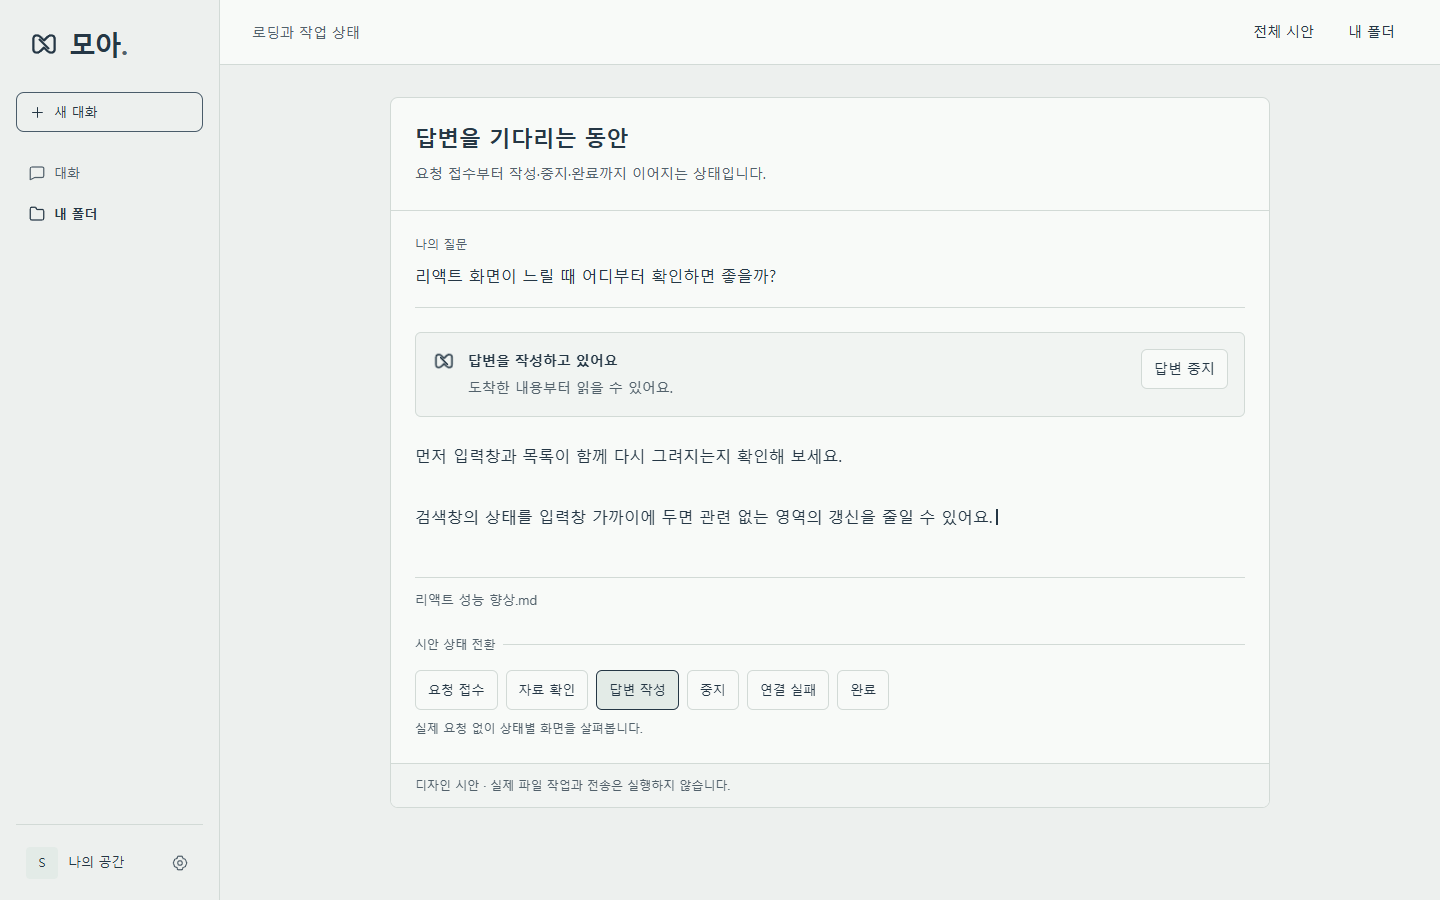 모아.
새 대화
대화
내 폴더
S 나의 공간
로딩과 작업 상태
전체 시안 내 폴더
답변을 기다리는 동안
요청 접수부터 작성·중지·완료까지 이어지는 상태입니다.
나의 질문
리액트 화면이 느릴 때 어디부터 확인하면 좋을까?
답변을 작성하고 있어요
도착한 내용부터 읽을 수 있어요.
답변 중지
먼저 입력창과 목록이 함께 다시 그려지는지 확인해 보세요.
검색창의 상태를 입력창 가까이에 두면 관련 없는 영역의 갱신을 줄일 수 있어요.
리액트 성능 향상.md
시안 상태 전환
요청 접수 자료 확인 답변 작성 중지 연결 실패 완료
실제 요청 없이 상태별 화면을 살펴봅니다.
디자인 시안 · 실제 파일 작업과 전송은 실행하지 않습니다.